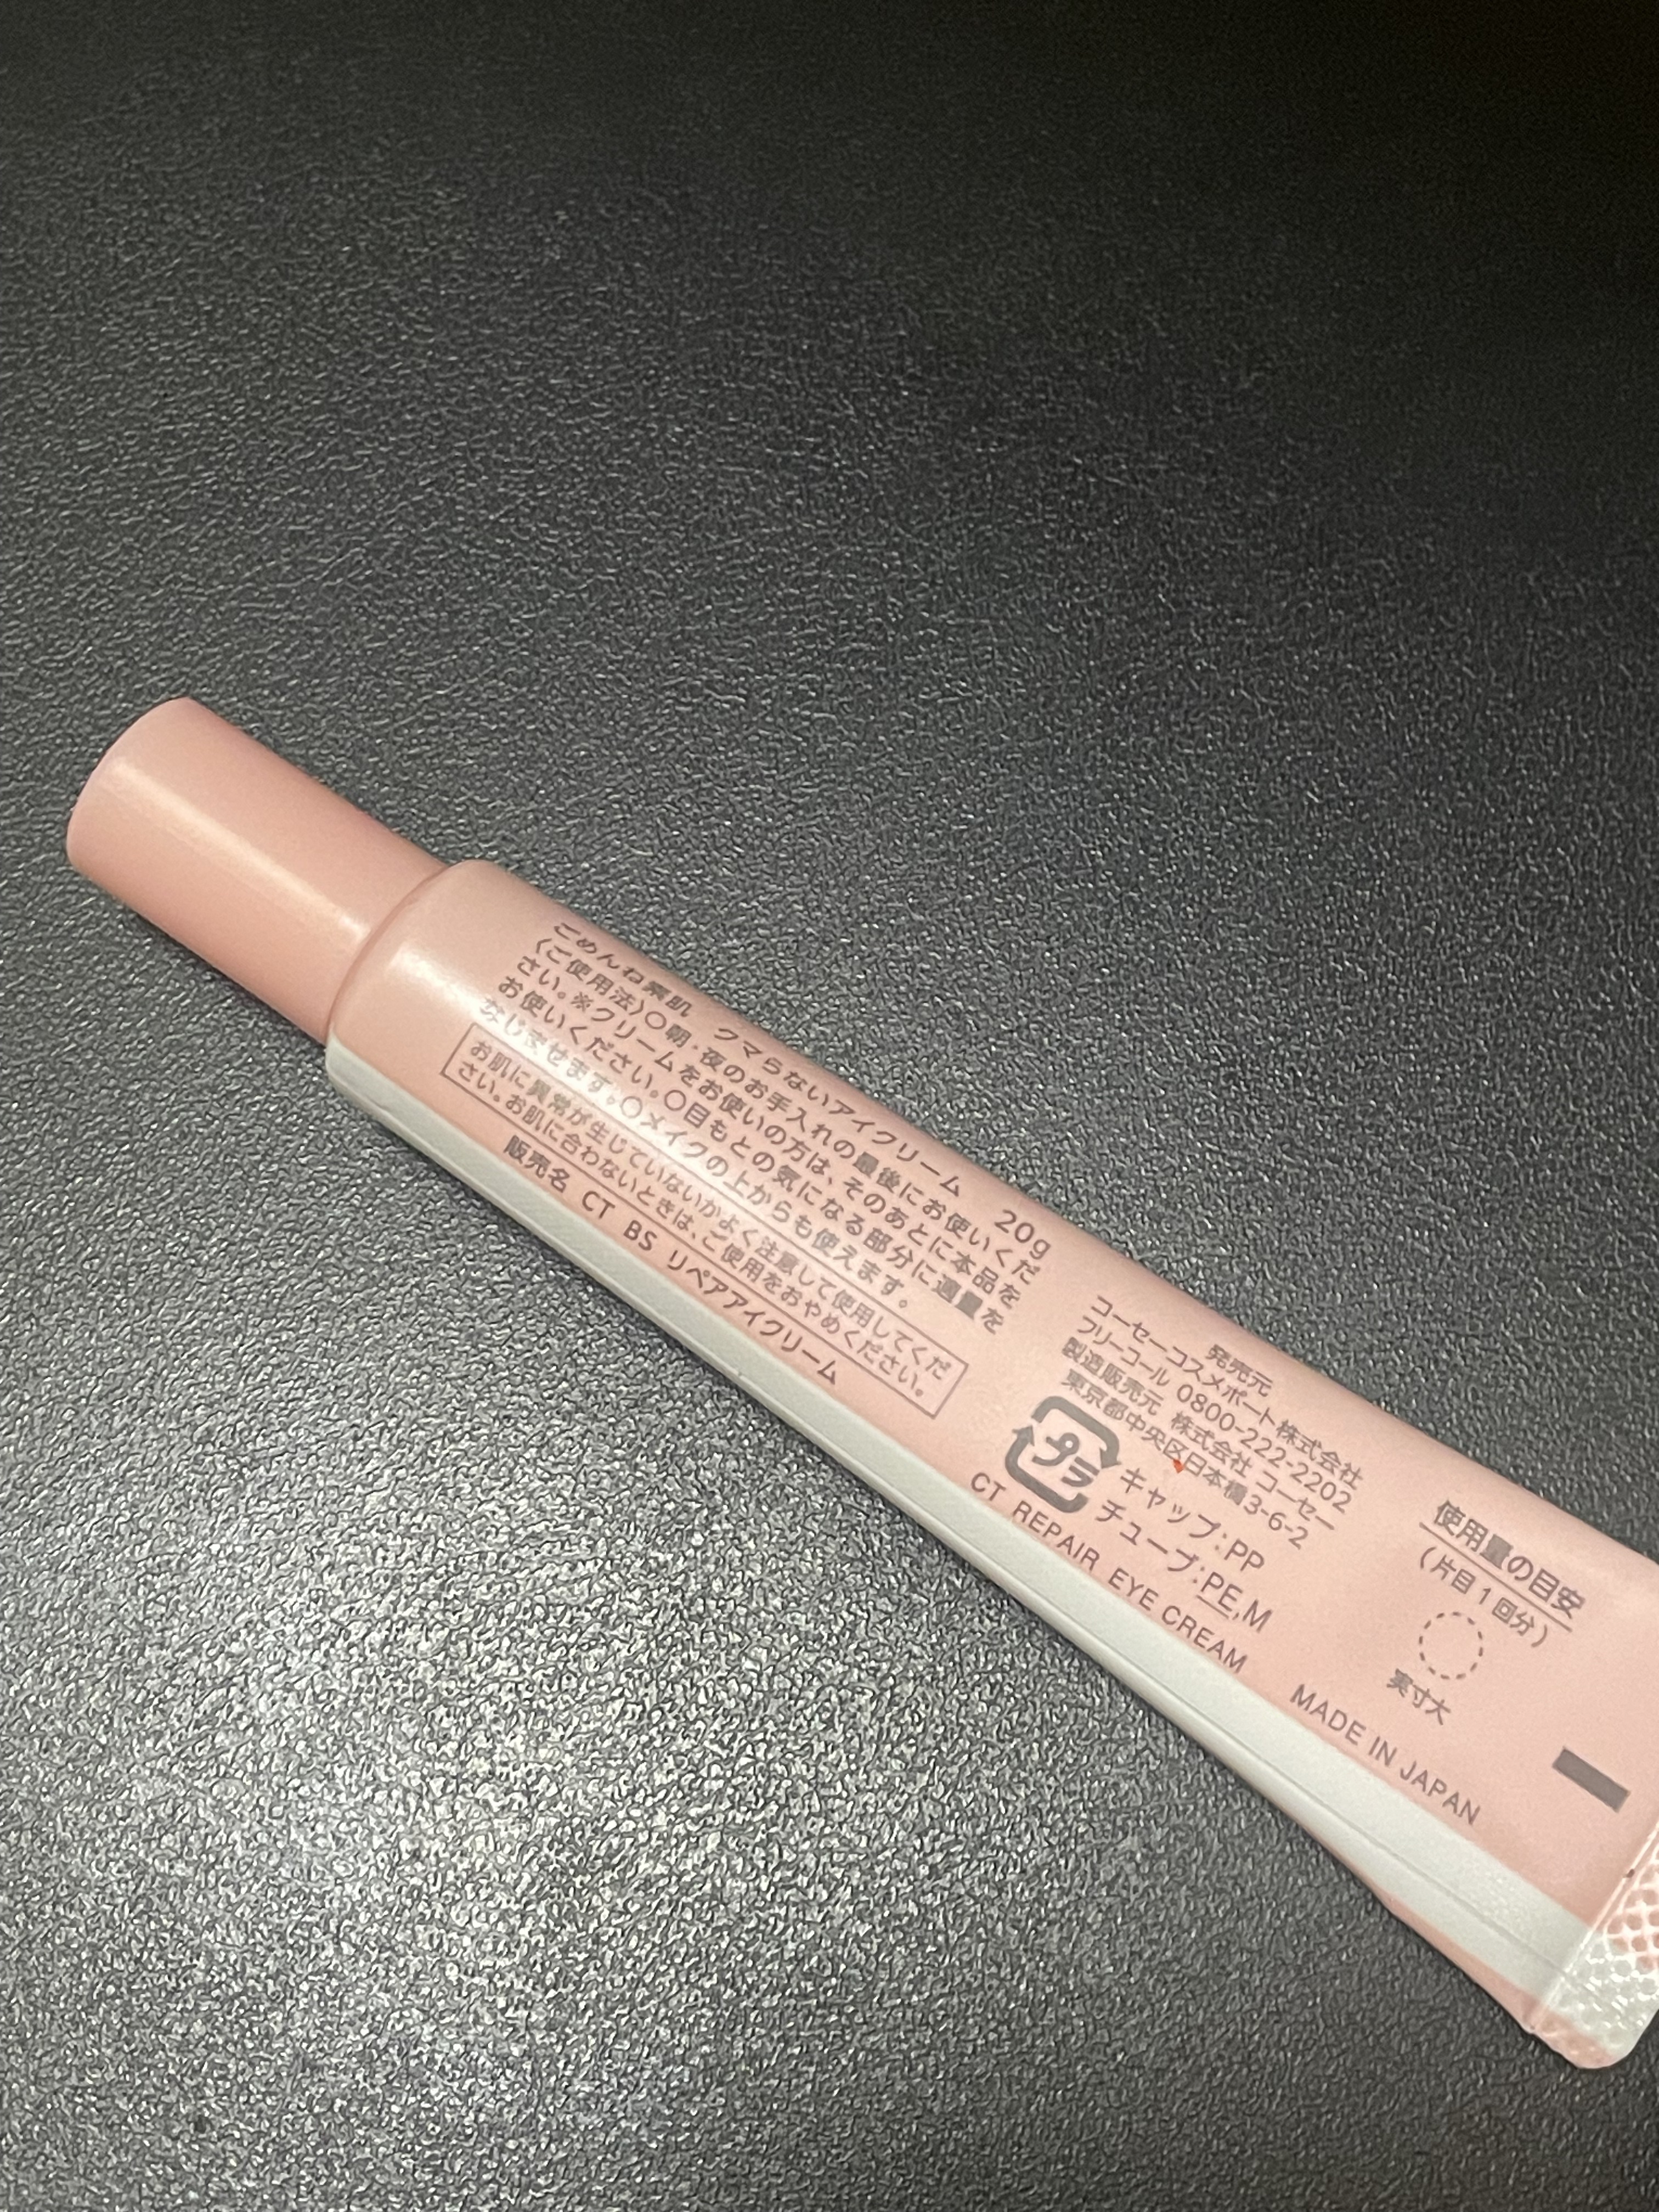 ごめんね素肌 クマらないアイクリーム 20g
〈ご使用法〉○朝・夜のお手入れの最後にお使いくだ
さい。※クリームをお使いの方は、そのあとに本品を
お使いください。○目もとの気になる部分に適量を
なじませます。○メイクの上からも使えます。
お肌に異常が生じていないかよく注意して使用してくだ
さい。お肌に合わないときは、ご使用をおやめください。
販売名 CT BS リペアアイクリーム
発売元
コーセーコスメポート株式会社
フリーコール 0800-222-2202
製造販売元 株式会社 コーセー
東京都中央区日本橋3-6-2
プラ
キャップ:PP
チューブ:PE,M
CT REPAIR EYE CREAM
MADE IN JAPAN
使用量の目安
(片目1回分)
実寸大